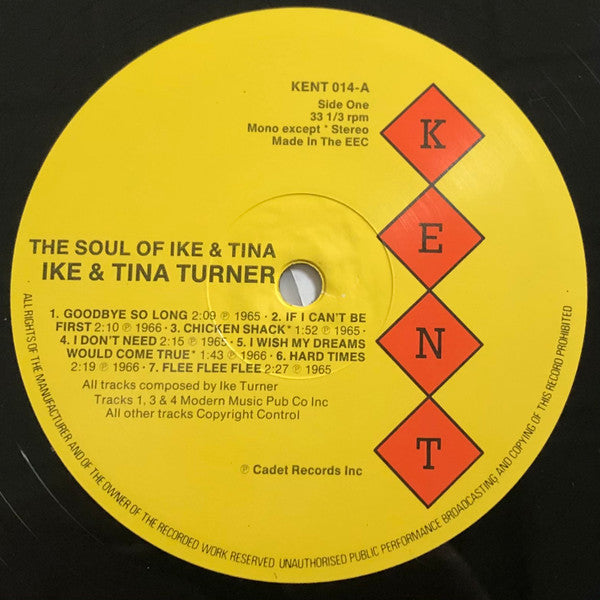 KENT 014-A
Side One
33 1/3 rpm
Mono except * Stereo
Made In The EEC
K
E
N
T
THE SOUL OF IKE & TINA
IKE & TINA TURNER
1. GOODBYE SO LONG 2:09 ℗ 1965 · 2. IF I CAN'T BE
FIRST 2:10 ℗ 1966 · 3. CHICKEN SHACK* 1:52 ℗ 1965 ·
4. I DON'T NEED 2:15 ℗ 1965 · 5. I WISH MY DREAMS
WOULD COME TRUE* 1:43 ℗ 1966 · 6. HARD TIMES
2:19 ℗ 1966 · 7. FLEE FLEE FLEE 2:27 ℗ 1965
All tracks composed by Ike Turner
Tracks 1, 3 & 4 Modern Music Pub Co Inc
All other tracks Copyright Control
℗ Cadet Records Inc
ALL RIGHTS OF THE MANUFACTURER AND OF THE OWNER OF THE RECORDED WORK RESERVED UNAUTHORISED PUBLIC PERFORMANCE BROADCASTING AND COPYING OF THIS RECORD PROHIBITED